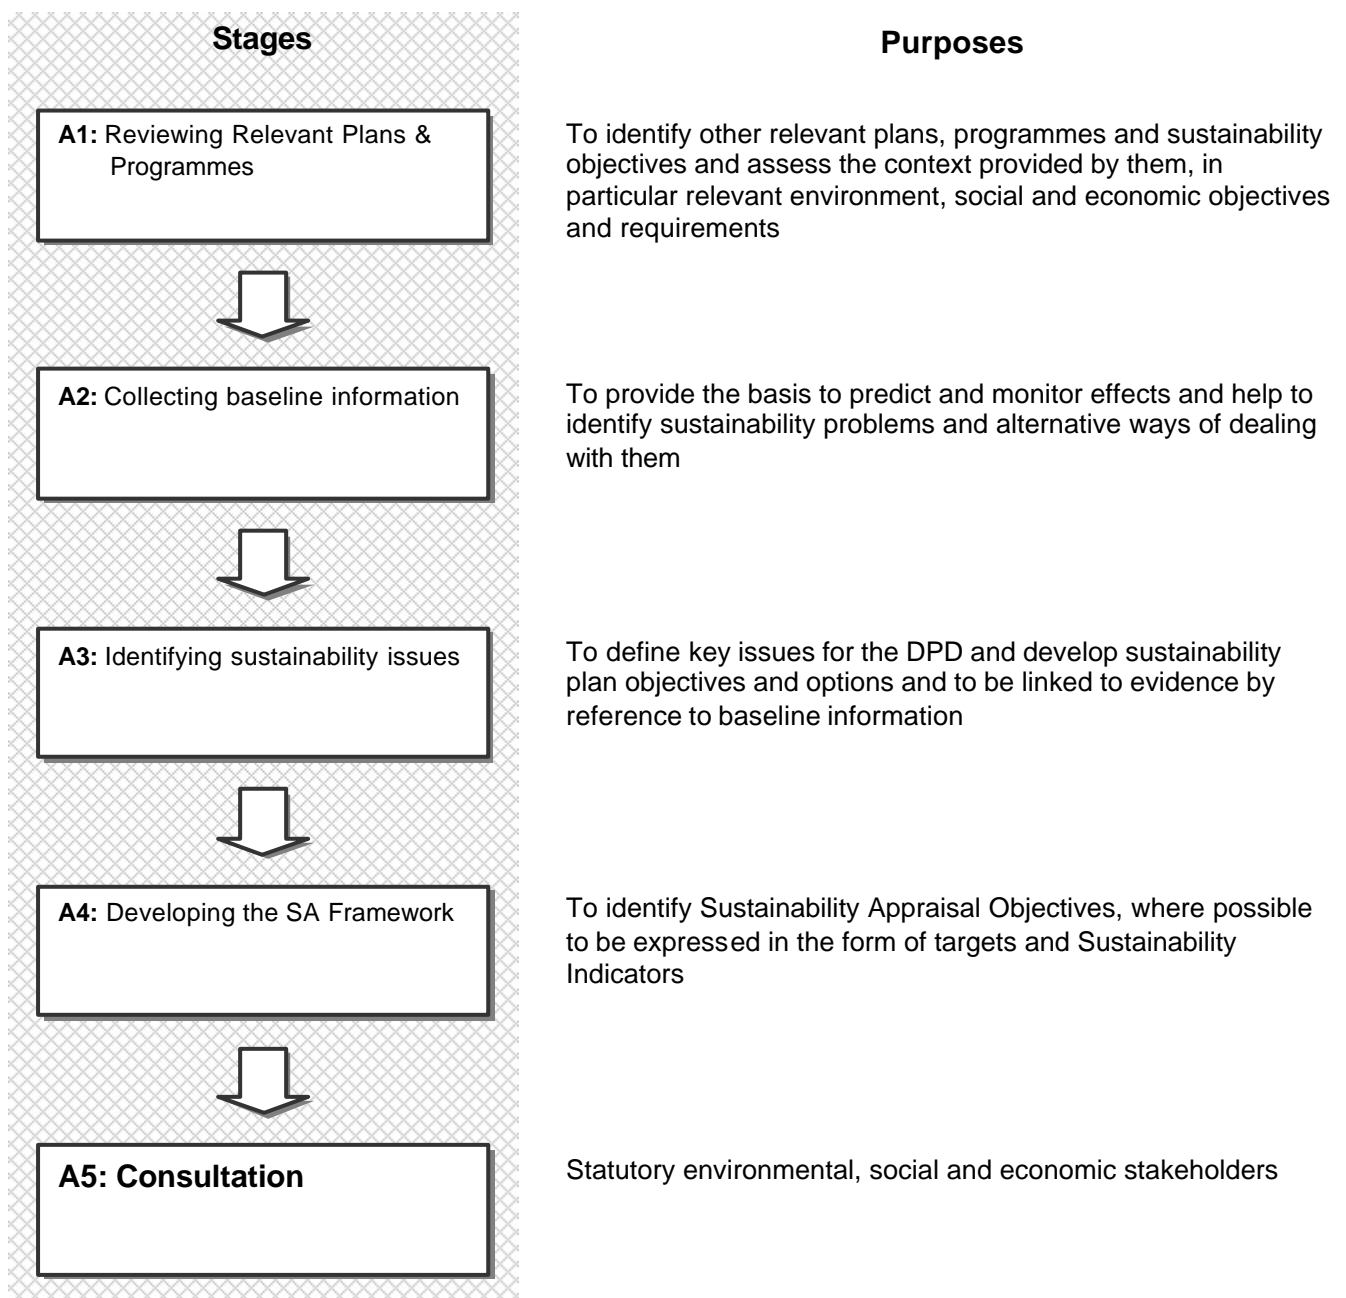 Stages
Purposes
A1: Reviewing Relevant Plans &
Programmes
To identify other relevant plans, programmes and sustainability
objectives and assess the context provided by them, in
particular relevant environment, social and economic objectives
and requirements
A2: Collecting baseline information
To provide the basis to predict and monitor effects and help to
identify sustainability problems and alternative ways of dealing
with them
A3: Identifying sustainability issues
To define key issues for the DPD and develop sustainability
plan objectives and options and to be linked to evidence by
reference to baseline information
A4: Developing the SA Framework
To identify Sustainability Appraisal Objectives, where possible
to be expressed in the form of targets and Sustainability
Indicators
A5: Consultation
Statutory environmental, social and economic stakeholders